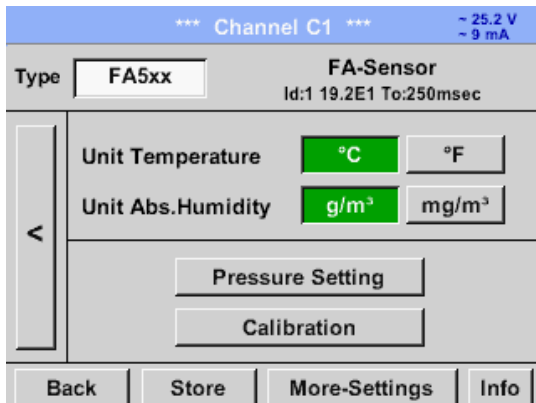 *** Channel C1 ***
~ 25.2 V
~ 9 mA
Type FA5xx
FA-Sensor
Id:1 19.2E1 To:250msec
Unit Temperature °C °F
Unit Abs.Humidity g/m³ mg/m³
<
Pressure Setting
Calibration
Back Store More-Settings Info